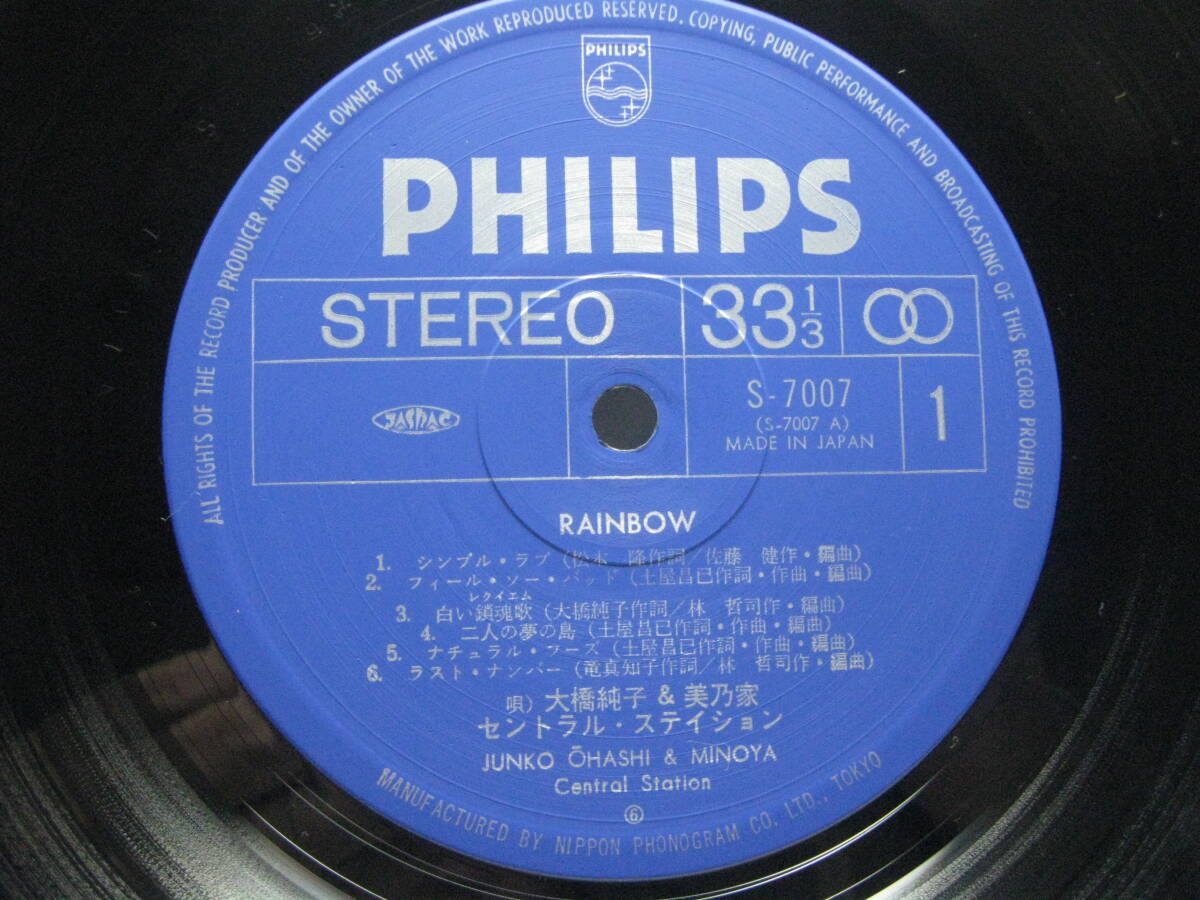 ALL RIGHTS OF THE RECORD PRODUCER AND OF THE OWNER OF THE WORK REPRODUCED RESERVED. COPYING, PUBLIC PERFORMANCE AND BROADCASTING OF THIS RECORD PROHIBITED
PHILIPS
PHILIPS
STEREO 33 1/3
JASRAC
S-7007
(S-7007 A)
MADE IN JAPAN
1
RAINBOW
1. シンプル・ラブ (松本 隆作詞/佐藤 健作・編曲)
2. フィール・ソー・バッド (土屋昌巳作詞・作曲・編曲)
レクイエム
3. 白い鎮魂歌 (大橋純子作詞/林 哲司作・編曲)
4. 二人の夢の島 (土屋昌巳作詞・作曲・編曲)
5. ナチュラル・フーズ (土屋昌巳作詞・作曲・編曲)
6. ラスト・ナンバー (竜真知子作詞/林 哲司作・編曲)
唄) 大橋純子 & 美乃家
セントラル・ステイション
JUNKO ŌHASHI & MINOYA
Central Station
⑥
MANUFACTURED BY NIPPON PHONOGRAM CO. LTD., TOKYO